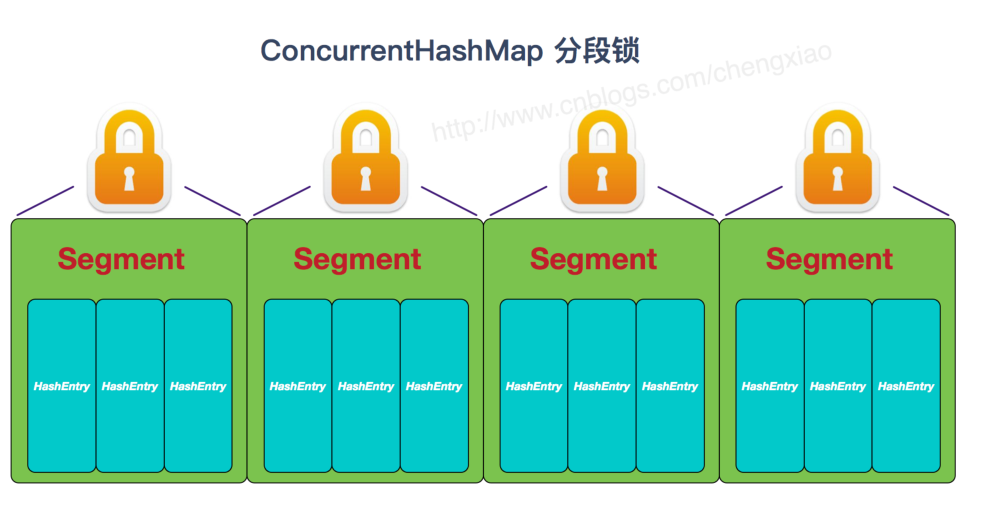 ConcurrentHashMap 分段锁
http://www.cnblogs.com/chengxiao
Segment Segment Segment Segment
HashEntry HashEntry HashEntry HashEntry HashEntry HashEntry HashEntry HashEntry HashEntry HashEntry HashEntry HashEntry